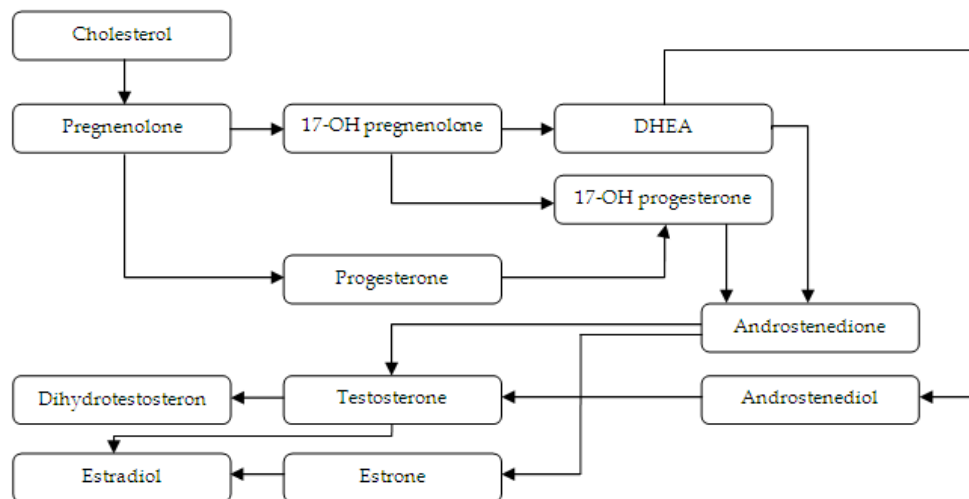 Cholesterol
Pregnenolone
17-OH pregnenolone
DHEA
17-OH progesterone
Progesterone
Androstenedione
Dihydrotestosteron
Testosterone
Androstenediol
Estradiol
Estrone